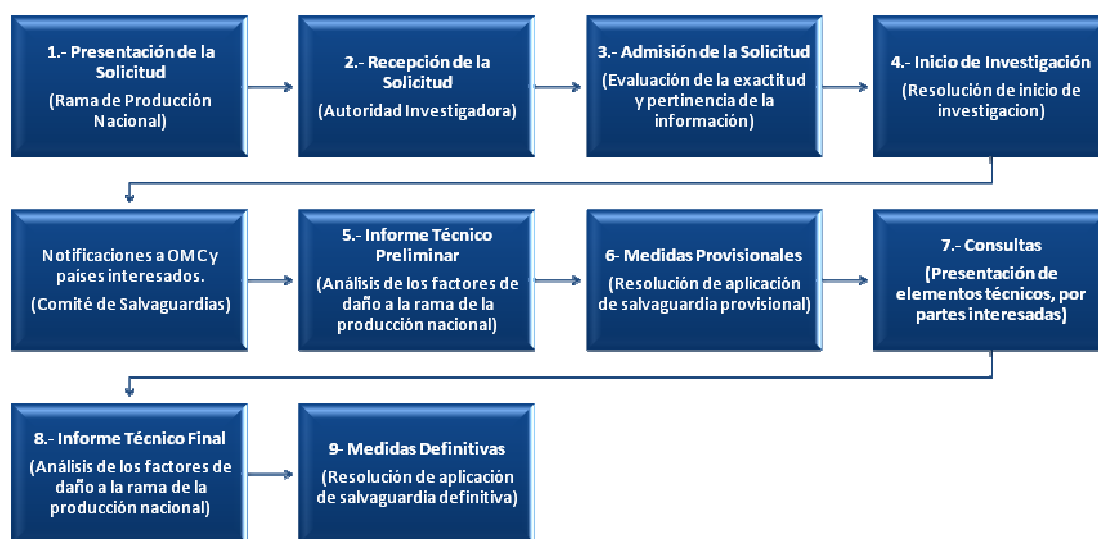 1.- Presentación de la
Solicitud
(Rama de Producción
Nacional)
2.- Recepción de la
Solicitud
(Autoridad Investigadora)
3.- Admisión de la Solicitud
(Evaluación de la exactitud
y pertinencia de la
información)
4.- Inicio de Investigación
(Resolución de inicio de
investigacion)
Notificaciones a OMC y
países interesados.
(Comité de Salvaguardias)
5.- Informe Técnico
Preliminar
(Análisis de los factores de
daño a la rama de la
producción nacional)
6- Medidas Provisionales
(Resolución de aplicación
de salvaguardia provisional)
7.- Consultas
(Presentación de
elementos técnicos, por
partes interesadas)
8.- Informe Técnico Final
(Análisis de los factores de
daño a la rama de la
producción nacional)
9- Medidas Definitivas
(Resolución de aplicación
de salvaguardia definitiva)